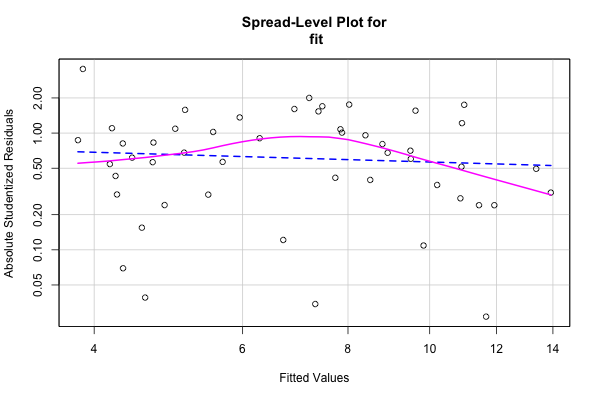 Spread-Level Plot for
fit
Absolute Studentized Residuals
2.00
1.00
0.50
0.20
0.10
0.05
4 6 8 10 12 14
Fitted Values